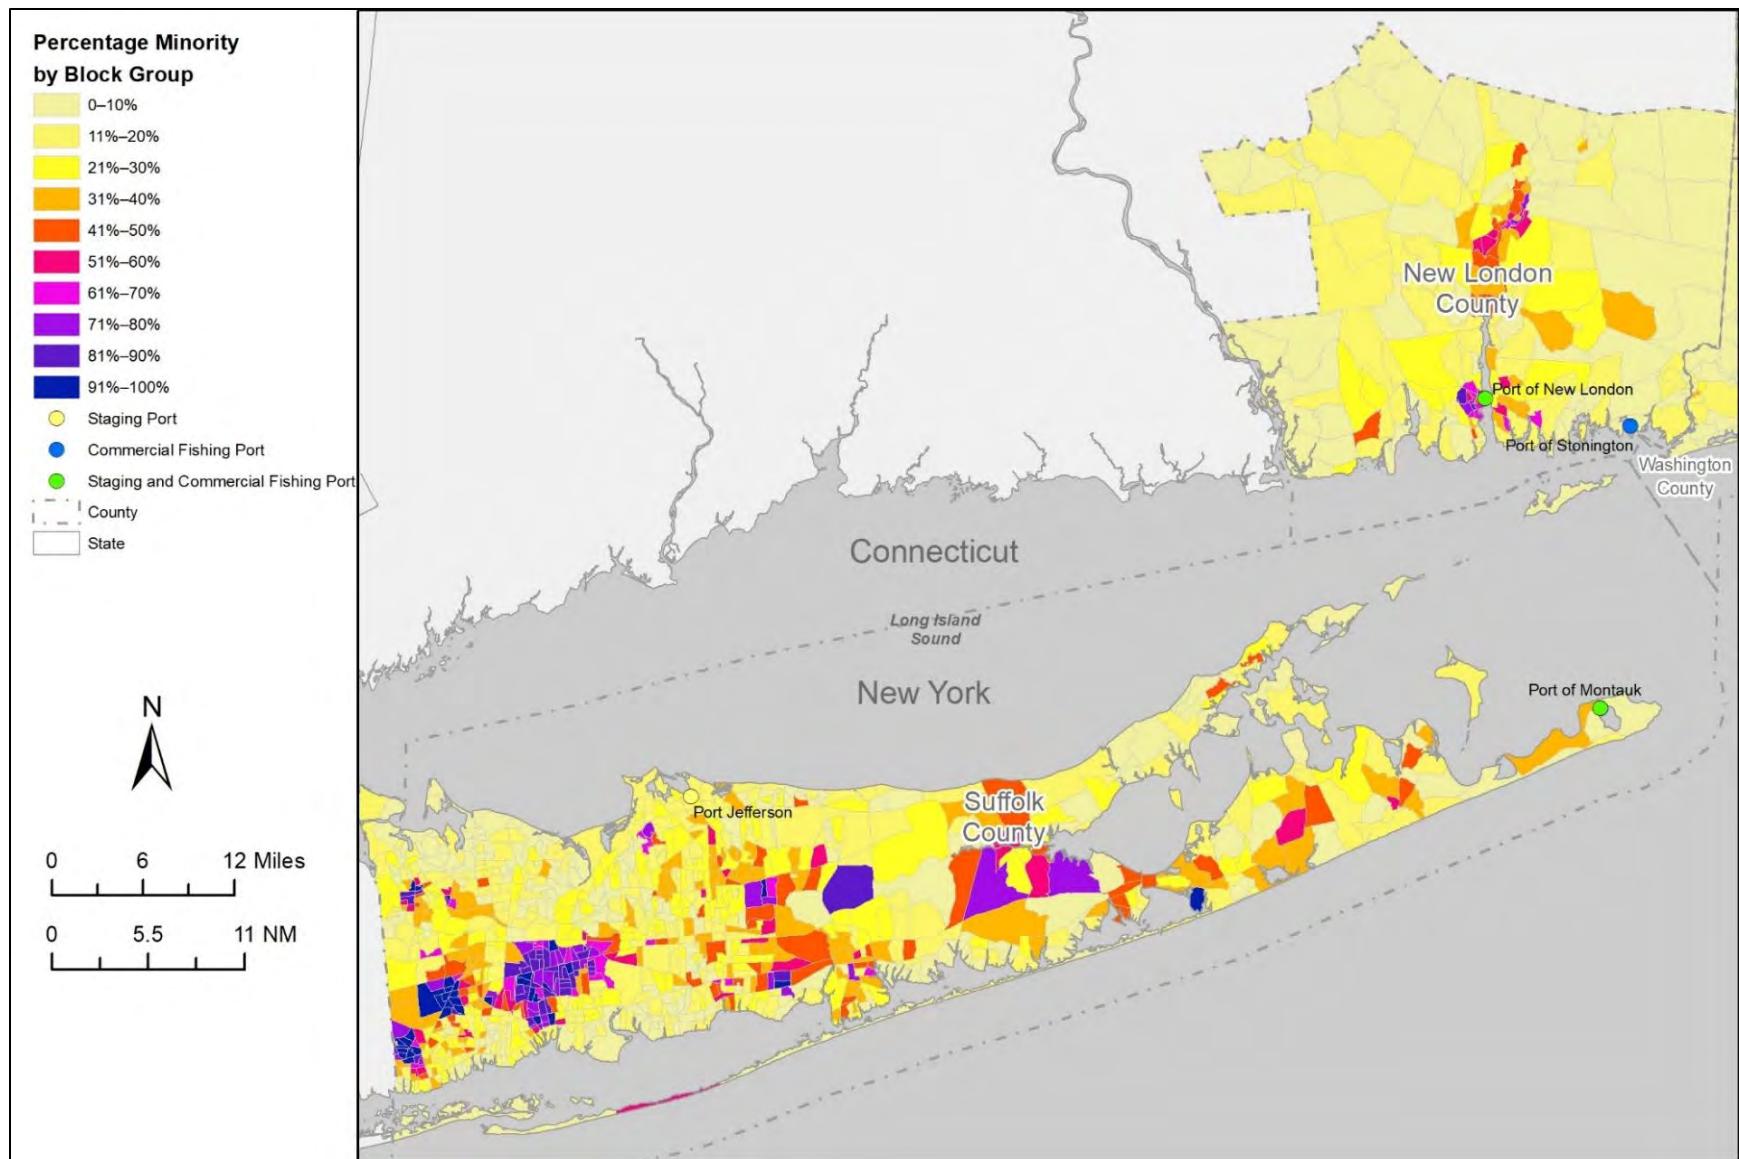 Percentage Minority
by Block Group
0–10%
11%–20%
21%–30%
31%–40%
41%–50%
51%–60%
61%–70%
71%–80%
81%–90%
91%–100%
Staging Port
Commercial Fishing Port
Staging and Commercial Fishing Port
County
State
N
0 6 12 Miles
0 5.5 11 NM
New London
County
Port of New London
Port of Stonington
Washington
County
Connecticut
Long Island
Sound
New York
Port of Montauk
Suffolk
County
Port Jefferson